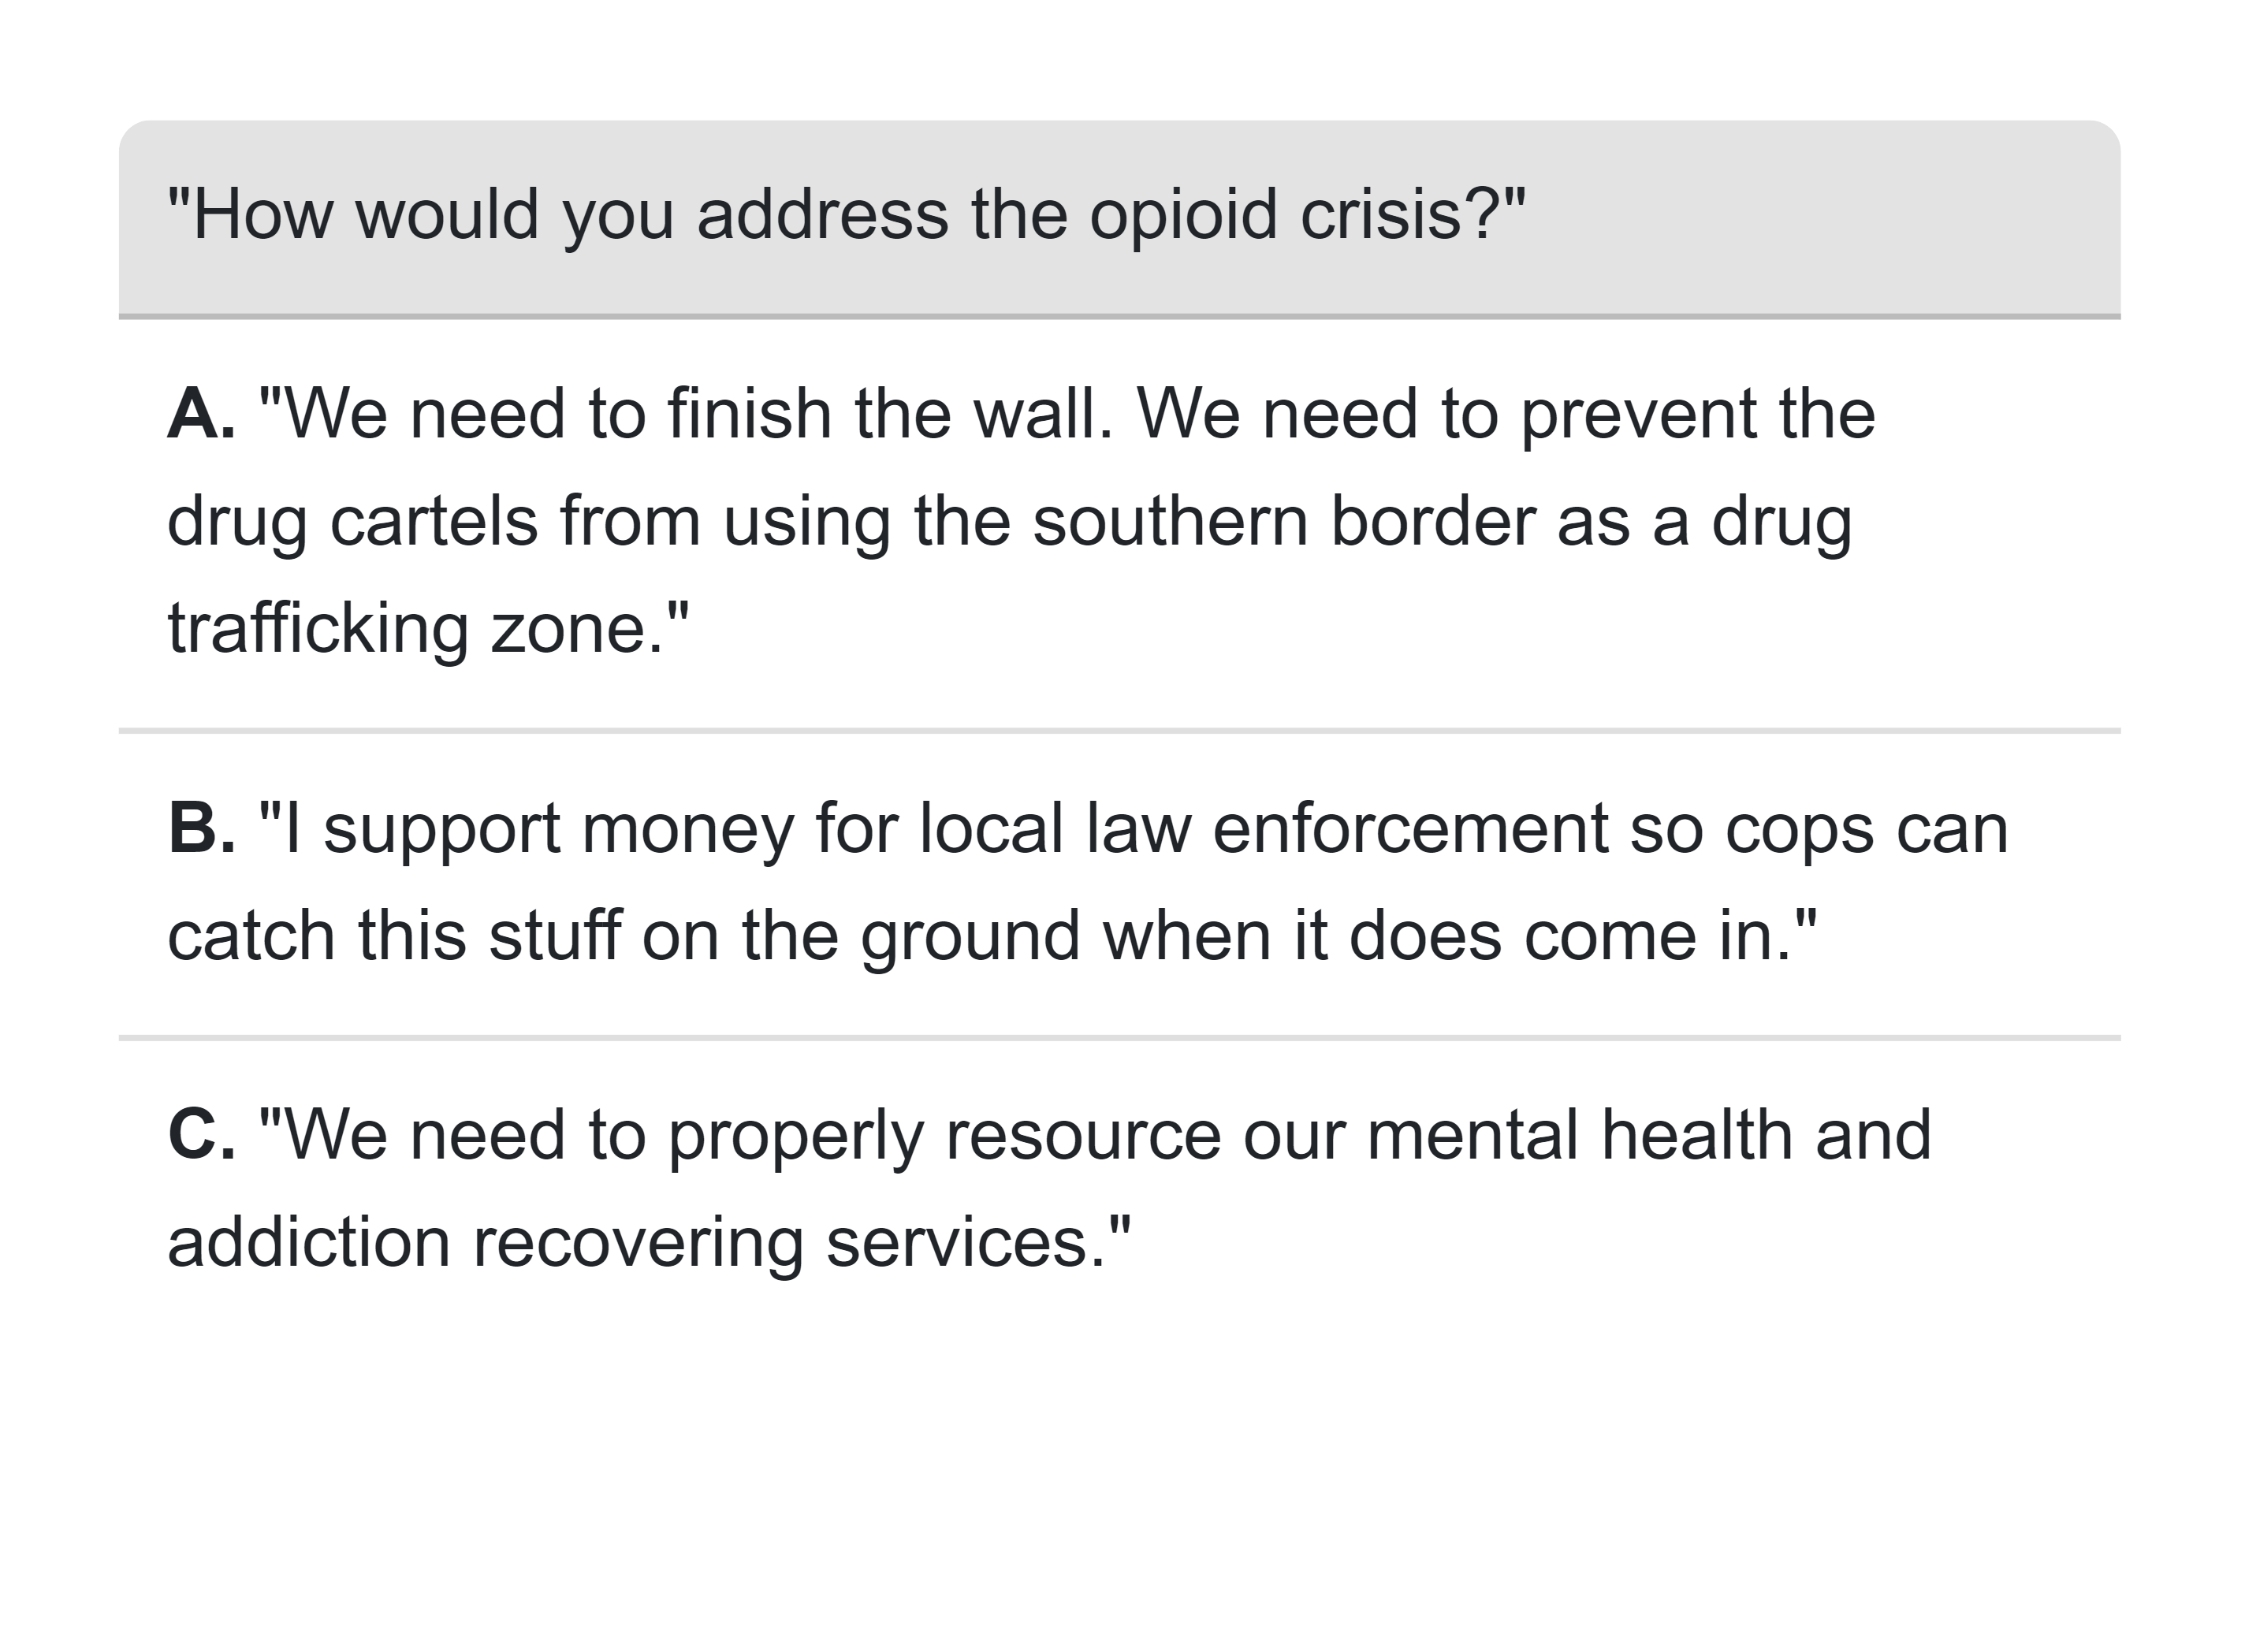 "How would you address the opioid crisis?"
A. "We need to finish the wall. We need to prevent the
drug cartels from using the southern border as a drug
trafficking zone."
B. "I support money for local law enforcement so cops can
catch this stuff on the ground when it does come in."
C. "We need to properly resource our mental health and
addiction recovering services."